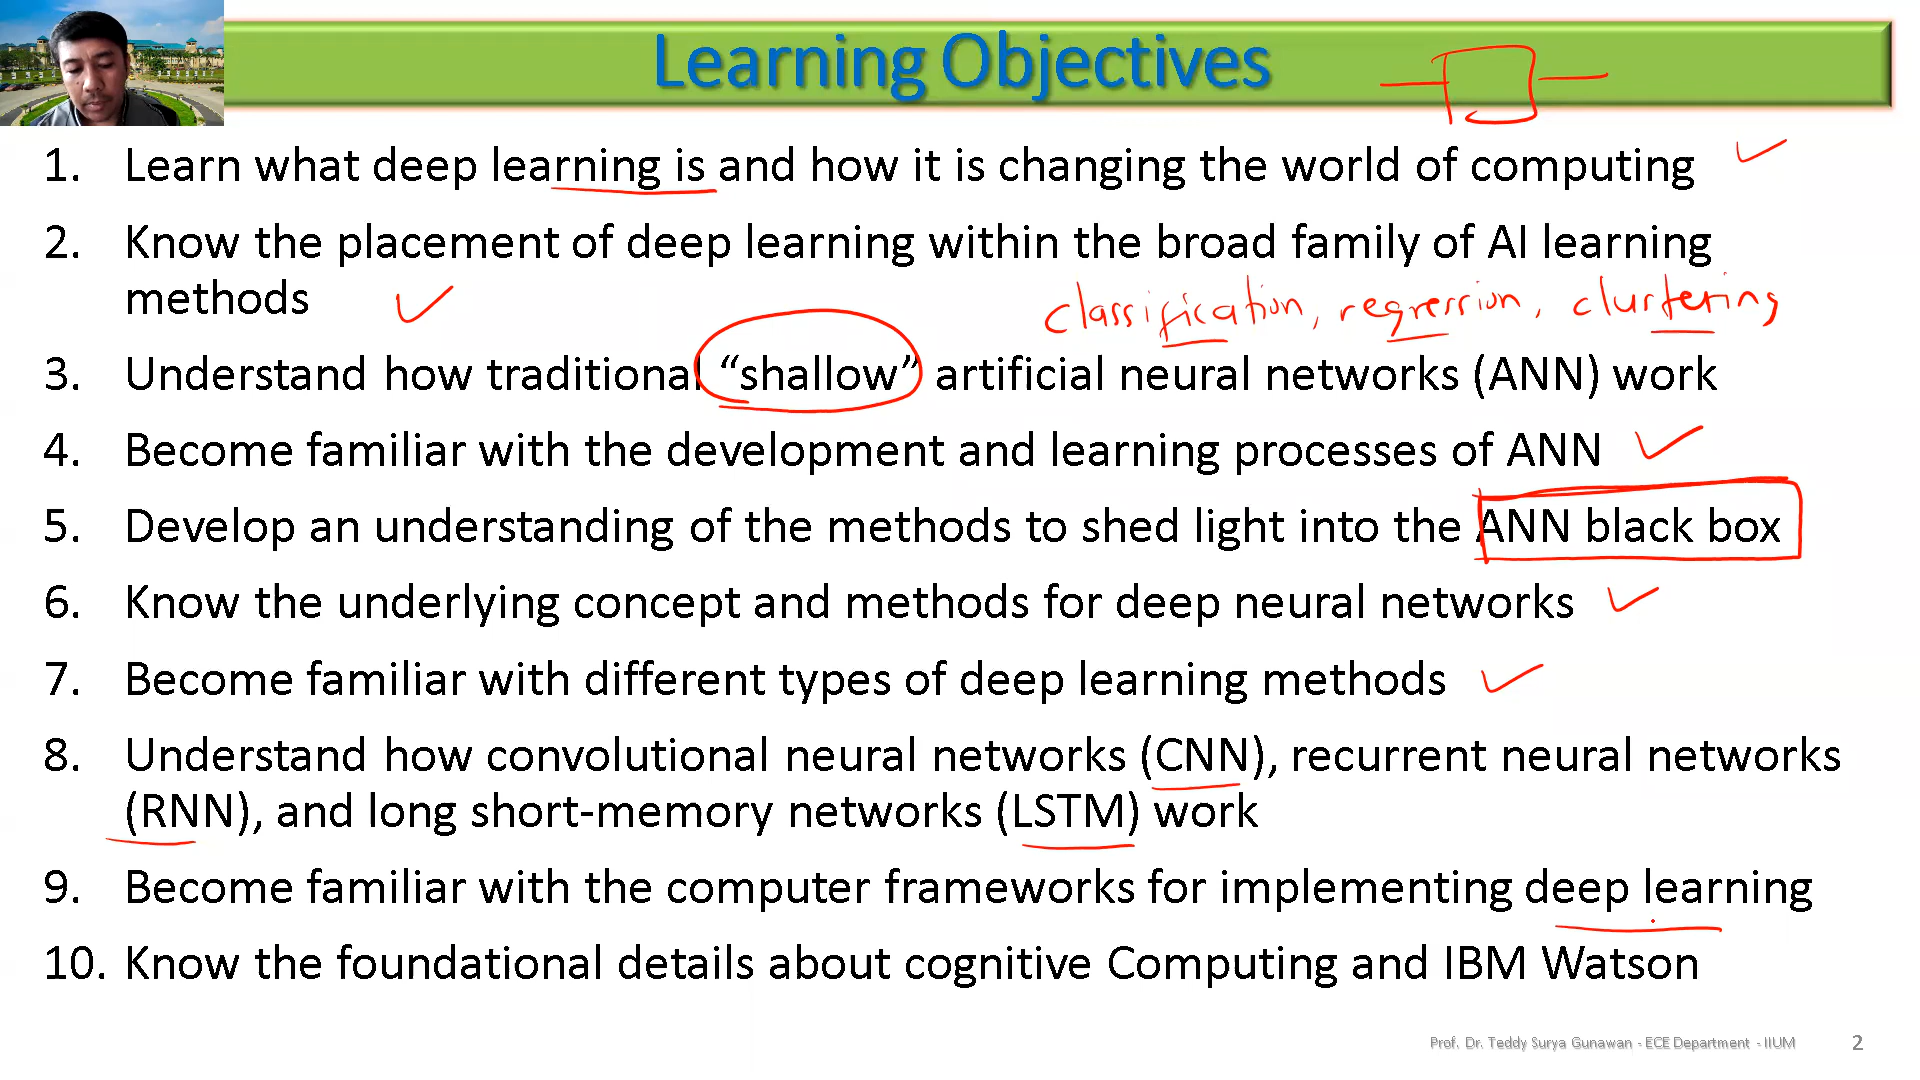 Learning Objectives
1. Learn what deep learning is and how it is changing the world of computing
2. Know the placement of deep learning within the broad family of AI learning
methods
classification, regression, clustering
3. Understand how traditional “shallow” artificial neural networks (ANN) work
4. Become familiar with the development and learning processes of ANN
5. Develop an understanding of the methods to shed light into the ANN black box
6. Know the underlying concept and methods for deep neural networks
7. Become familiar with different types of deep learning methods
8. Understand how convolutional neural networks (CNN), recurrent neural networks
(RNN), and long short-memory networks (LSTM) work
9. Become familiar with the computer frameworks for implementing deep learning
10. Know the foundational details about cognitive Computing and IBM Watson
Prof. Dr. Teddy Surya Gunawan - ECE Department - IIUM 2